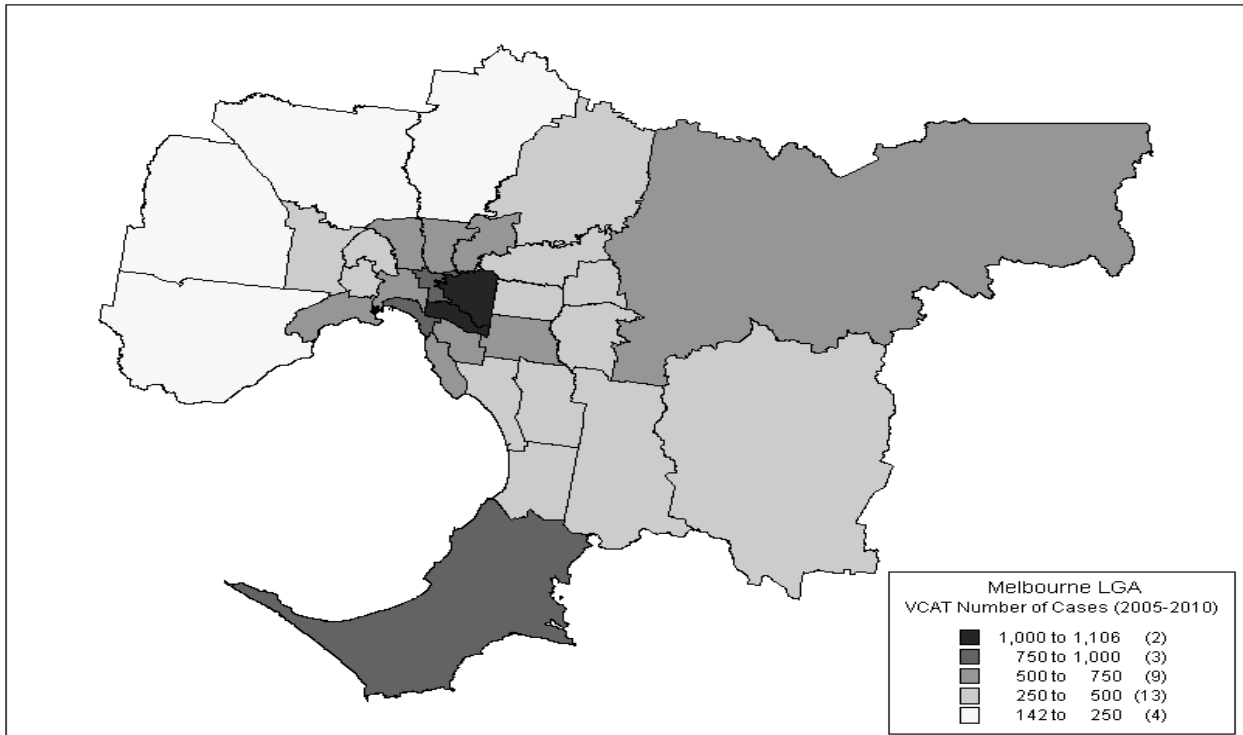 Melbourne LGA
VCAT Number of Cases (2005-2010)
1,000 to 1,106 (2)
750 to 1,000 (3)
500 to 750 (9)
250 to 500 (13)
142 to 250 (4)